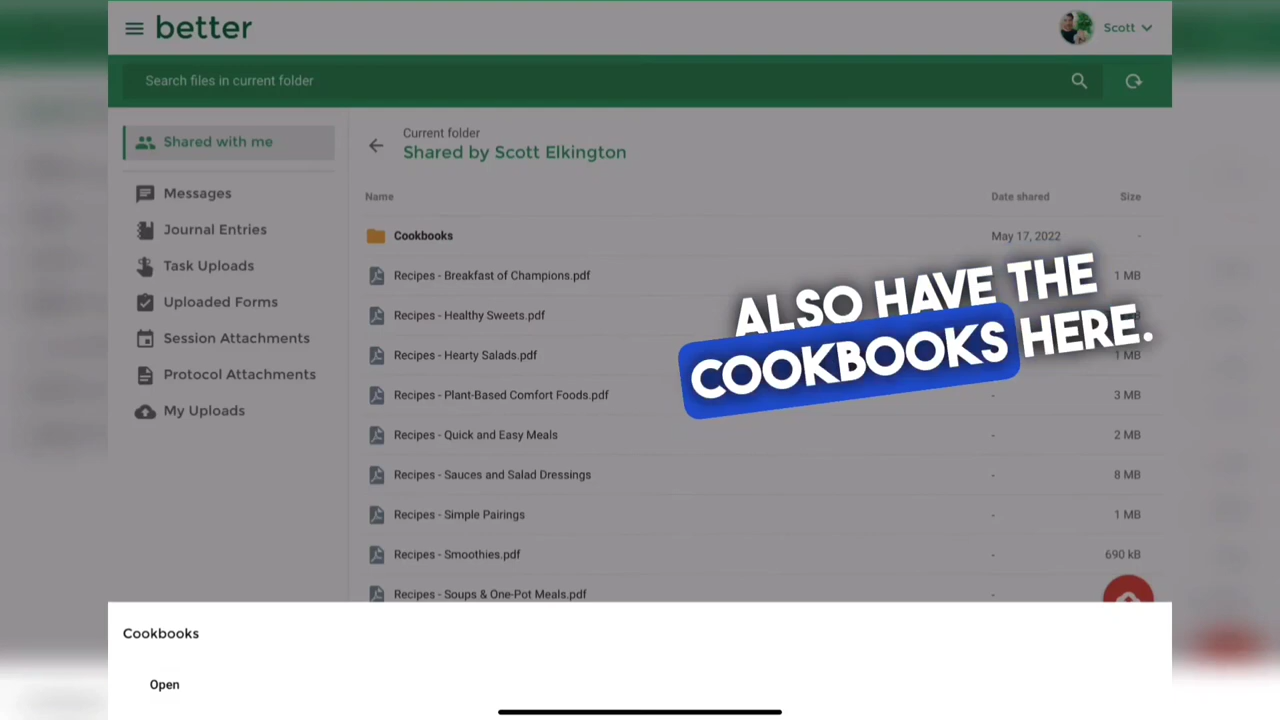 better
Scott
Search files in current folder
Shared with me
Messages
Journal Entries
Task Uploads
Uploaded Forms
Session Attachments
Protocol Attachments
My Uploads
Current folder
Shared by Scott Elkington
Name Date shared Size
Cookbooks May 17, 2022 -
Recipes - Breakfast of Champions.pdf 1 MB
Recipes - Healthy Sweets.pdf
Recipes - Hearty Salads.pdf 1 MB
Recipes - Plant-Based Comfort Foods.pdf - 3 MB
Recipes - Quick and Easy Meals - 2 MB
Recipes - Sauces and Salad Dressings - 8 MB
Recipes - Simple Pairings - 1 MB
Recipes - Smoothies.pdf - 690 kB
Recipes - Soups & One-Pot Meals.pdf -
ALSO HAVE THE
COOKBOOKS HERE.
Cookbooks
Open